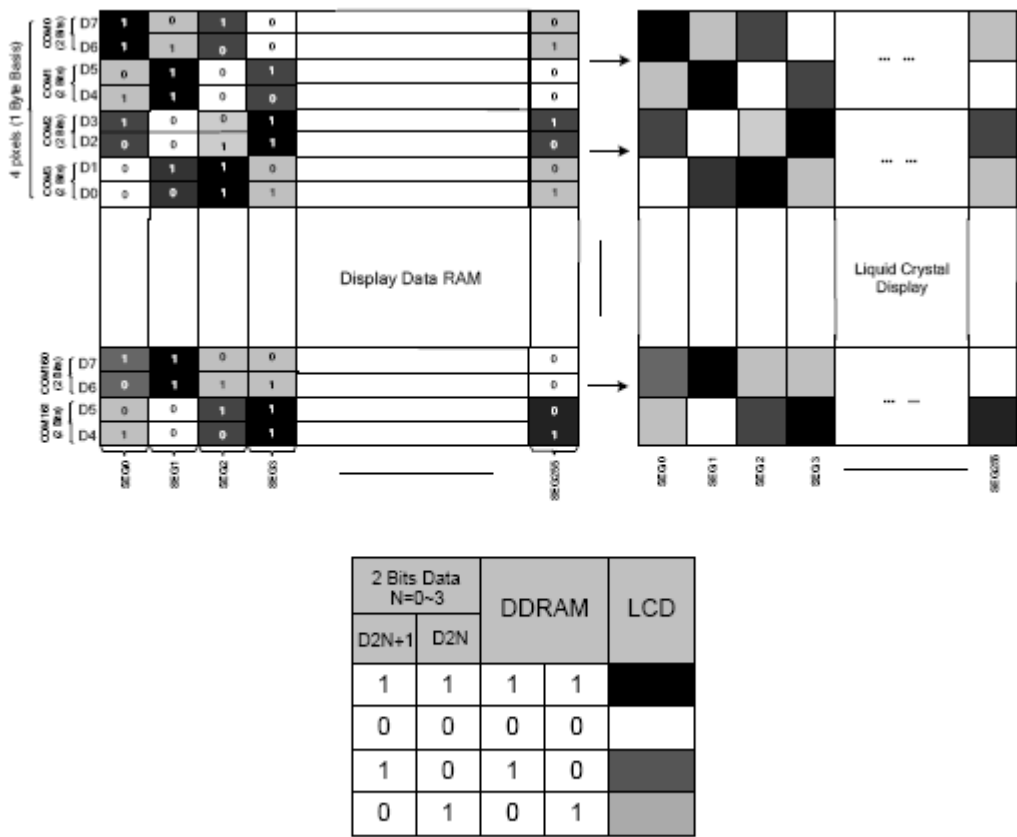 4 pixels (1 Byte Basis)
COM0 (2 Bits)
D7 1 0 1 0 0
D6 1 1 0 0 1
COM1 (2 Bits)
D5 0 1 0 1 0
D4 1 1 0 0 0
COM2 (2 Bits)
D3 1 0 0 1 1
D2 0 0 1 1 0
COM3 (2 Bits)
D1 0 1 1 0 0
D0 0 0 1 1 1
... ...
... ...
Display Data RAM
Liquid Crystal
Display
COM160 (2 Bits)
D7 1 1 0 0 0
D6 0 1 1 1 0
COM161 (2 Bits)
D5 0 0 1 1 0
D4 1 0 0 1 1
... ...
SEG0 SEG1 SEG2 SEG3 SEG255
SEG0 SEG1 SEG2 SEG3 SEG255
2 Bits Data
N=0~3
DDRAM LCD
D2N+1 D2N
1 1 1 1
0 0 0 0
1 0 1 0
0 1 0 1